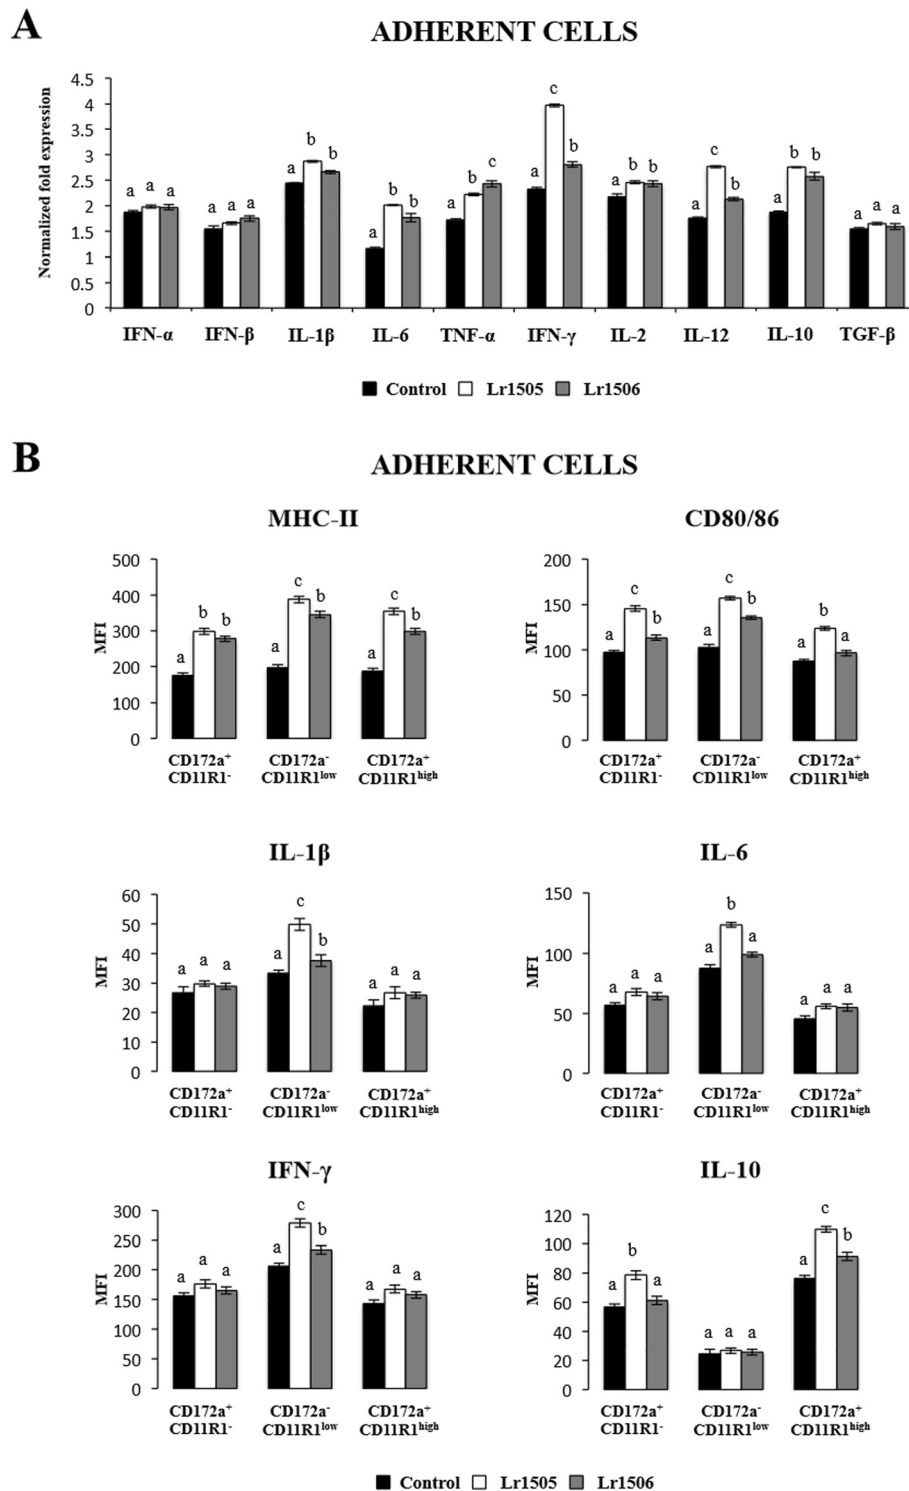 A
ADHERENT CELLS
Normalized fold expression
4.5
4
3.5
3
2.5
2
1.5
1
0.5
0
a a a
a a a
a b b
a b b
a b c
a c b
a b b
a c b
a b b
a a a
IFN-α IFN-β IL-1β IL-6 TNF-α IFN-γ IL-2 IL-12 IL-10 TGF-β
Control Lr1505 Lr1506
B
ADHERENT CELLS
MHC-II
MFI
500
400
300
200
100
0
a b b
a c b
a c b
CD172a⁺ CD172a⁻ CD172a⁺
CD11R1⁻ CD11R1ˡᵒʷ CD11R1ʰⁱᵍʰ
CD80/86
MFI
200
150
100
50
0
a c b
a c b
a b a
CD172a⁺ CD172a⁻ CD172a⁺
CD11R1⁻ CD11R1ˡᵒʷ CD11R1ʰⁱᵍʰ
IL-1β
MFI
60
50
40
30
20
10
0
a a a
a c b
a a a
CD172a⁺ CD172a⁻ CD172a⁺
CD11R1⁻ CD11R1ˡᵒʷ CD11R1ʰⁱᵍʰ
IL-6
MFI
150
100
50
0
a a a
a b a
a a a
CD172a⁺ CD172a⁻ CD172a⁺
CD11R1⁻ CD11R1ˡᵒʷ CD11R1ʰⁱᵍʰ
IFN-γ
MFI
300
250
200
150
100
50
0
a a a
a c b
a a a
CD172a⁺ CD172a⁻ CD172a⁺
CD11R1⁻ CD11R1ˡᵒʷ CD11R1ʰⁱᵍʰ
IL-10
MFI
120
100
80
60
40
20
0
a b a
a a a
a c b
CD172a⁺ CD172a⁻ CD172a⁺
CD11R1⁻ CD11R1ˡᵒʷ CD11R1ʰⁱᵍʰ
Control Lr1505 Lr1506